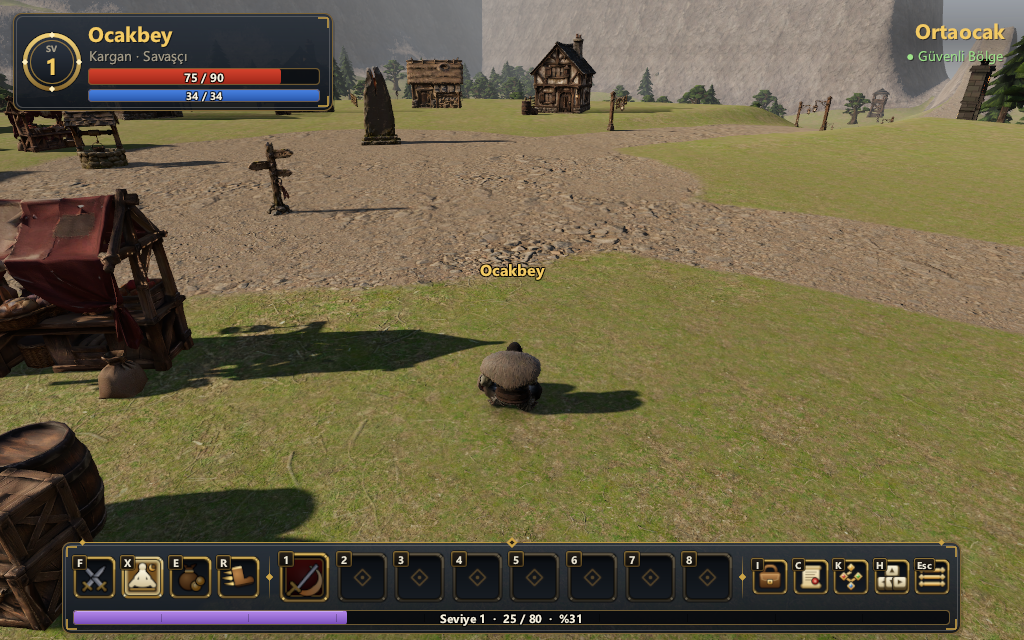 Ocakbey
SV
1
Kargan · Savaşçı
75 / 90
34 / 34
Ortaocak
Güvenli Bölge
Ocakbey
F
X
E
R
1
2
3
4
5
6
7
8
I
C
K
H
Esc
Seviye 1 · 25 / 80 · %31